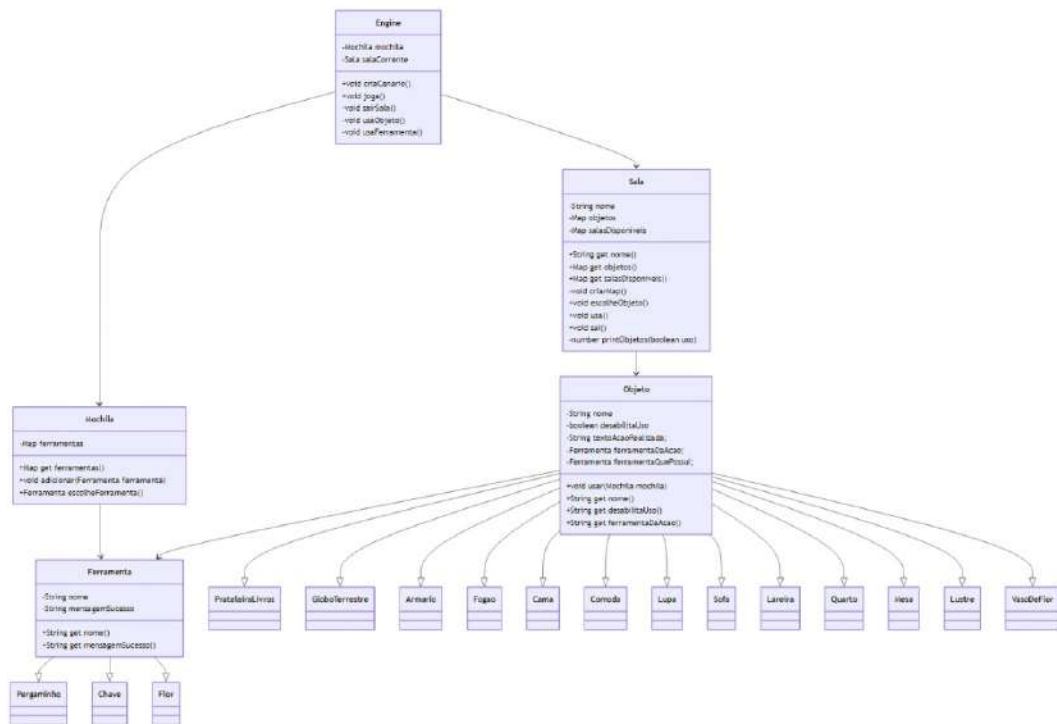 Engine
-Mochila mochila
-Sala salaCorrente
+void criaCenario()
+void joga()
-void sairSala()
-void usaObjeto()
-void usaFerramenta()
Sala
-String nome
-Map objetos
-Map salasDisponiveis
+String get nome()
+Map get objetos()
+Map get salasDisponiveis()
-void criarMap()
+void escolheObjeto()
+void usa()
+void sai()
-number printObjetos(boolean uso)
Mochila
-Map ferramentas
+Map get ferramentas()
+void adicionar(Ferramenta ferramenta)
+Ferramenta escolheFerramenta()
Objeto
-String nome
-boolean desabilitaUso
-String textoAcaoRealizada;
-Ferramenta ferramentaDaAcao;
-Ferramenta ferramentaQuePossui;
+void usar(Mochila mochila)
+String get nome()
+String get desabilitaUso()
+String get ferramentaDaAcao()
Ferramenta
-String nome
-String mensagemSucesso
+String get nome()
+String get mensagemSucesso()
PrateleiraLivros
GloboTerrestre
Armario
Fogao
Cama
Comoda
Lupa
Sofa
Lareira
Quarto
Mesa
Lustre
VasoDeFlor
Pergaminho
Chave
Flor